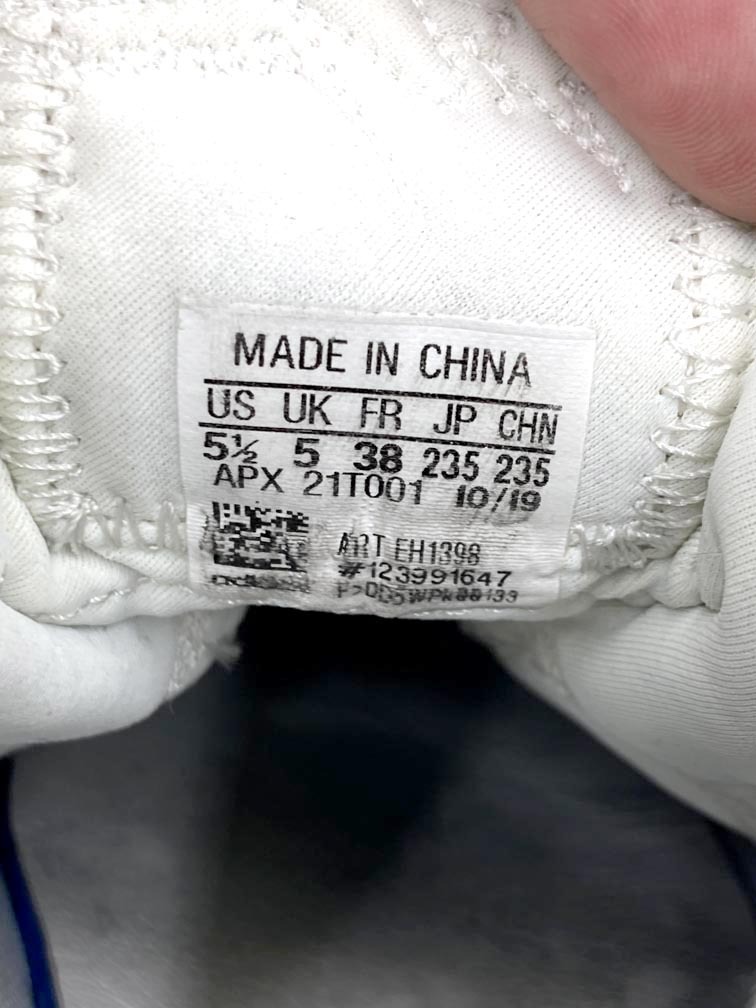 MADE IN CHINA
US UK FR JP CHN
5½ 5 38 235 235
APX 21T001 10/19
ART EH1398
#123991647